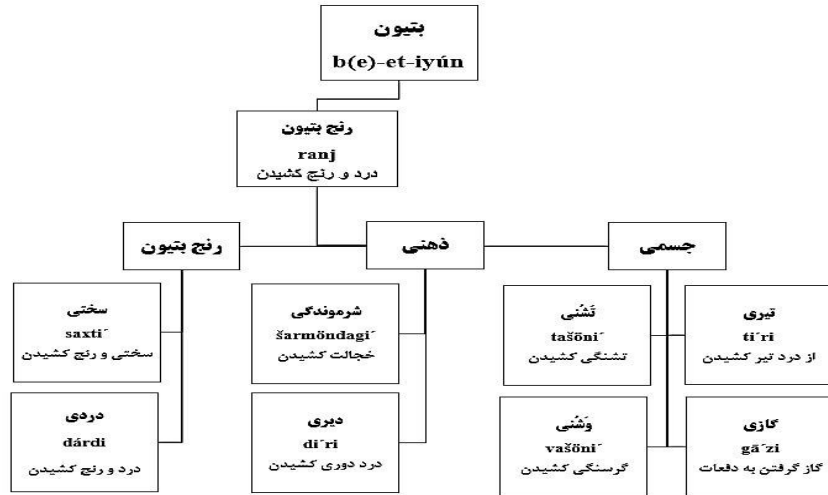 بتیون
b(e)-et-iyún
رنج بتیون
ranj
درد و رنج کشیدن
جسمی
ذهنی
رنج بتیون
تیری
ti´ri
از درد تیر کشیدن
تَشُنی
tašöni´
تشنگی کشیدن
شرموندگی
šarmöndagi´
خجالت کشیدن
سختی
saxti´
سختی و رنج کشیدن
گازی
gā´zi
گاز گرفتن به دفعات
وَشُنی
vašöni´
گرسنگی کشیدن
دیری
di´ri
درد دوری کشیدن
دردی
dárdi
درد و رنج کشیدن